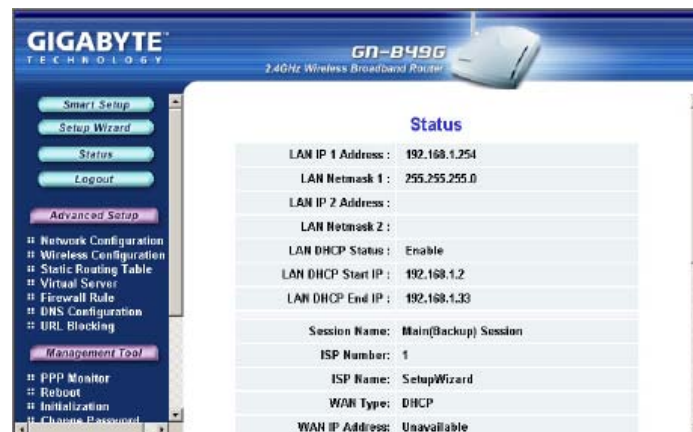 GIGABYTE
TECHNOLOGY
GN-B49G
2.4GHz Wireless Broadband Router
Smart Setup
Setup Wizard
Status
Logout
Advanced Setup
Network Configuration
Wireless Configuration
Static Routing Table
Virtual Server
Firewall Rule
DNS Configuration
URL Blocking
Management Tool
PPP Monitor
Reboot
Initialization
Change Password
Status
LAN IP 1 Address : 192.168.1.254
LAN Netmask 1 : 255.255.255.0
LAN IP 2 Address :
LAN Netmask 2 :
LAN DHCP Status : Enable
LAN DHCP Start IP : 192.168.1.2
LAN DHCP End IP : 192.168.1.33
Session Name: Main(Backup) Session
ISP Number: 1
ISP Name: SetupWizard
WAN Type: DHCP
WAN IP Address: Unavailable